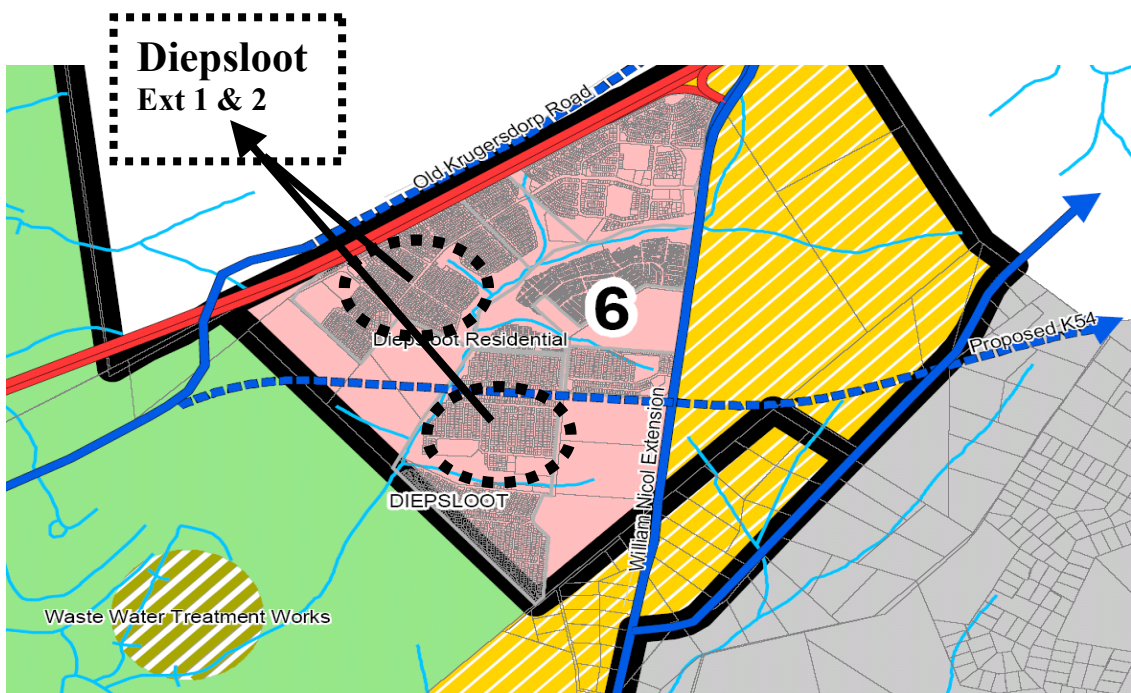 Diepsloot
Ext 1 & 2
Old Krugersdorp Road
6
Diepsloot Residential
Proposed K54
William Nicol Extension
DIEPSLOOT
Waste Water Treatment Works